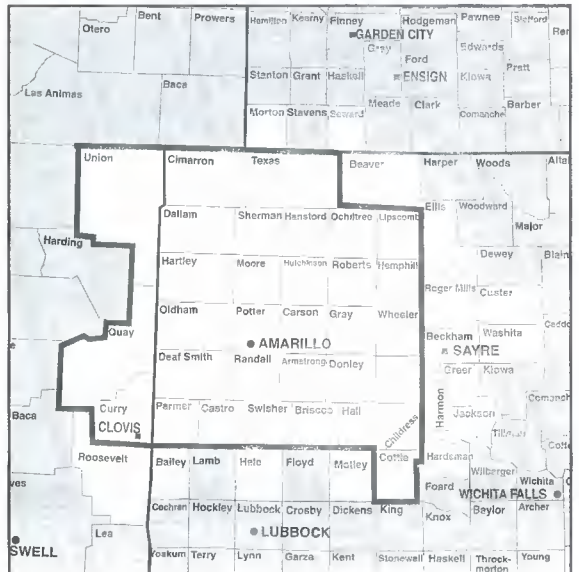 Bent Prowers Hamilton Kearny Finney Hodgeman Pawnee Stafford
Otero GARDEN CITY
Gray Edwards
Ford
Stanton Grant Haskell ENSIGN Kiowa Pratt
Las Animas Baca
Meade Clark Barber
Morton Stevens Seward Comanche
Union Cimarron Texas Beaver Harper Woods
Ellis Woodward
Dallam Sherman Hansford Ochiltree Lipscomb
Major
Harding Dewey
Hartley Moore Hutchinson Roberts Hemphill
Roger Mills Custer
Oldham Potter Carson Gray Wheeler
Quay Beckham Washita
AMARILLO SAYRE
Deaf Smith Randall Armstrong Donley
Greer Kiowa
Curry Parmer Castro Swisher Briscoe Hall Childress Harmon Jackson
Baca
CLOVIS Tillman
Roosevelt Bailey Lamb Hale Floyd Motley Cottle Hardeman
Wilbarger
Foard Wichita
WICHITA FALLS
Cochran Hockley Lubbock Crosby Dickens King Knox Baylor Archer
Lea LUBBOCK
SWELL
Yoakum Terry Lynn Garza Kent Stonewall Haskell Throck-
morton Young